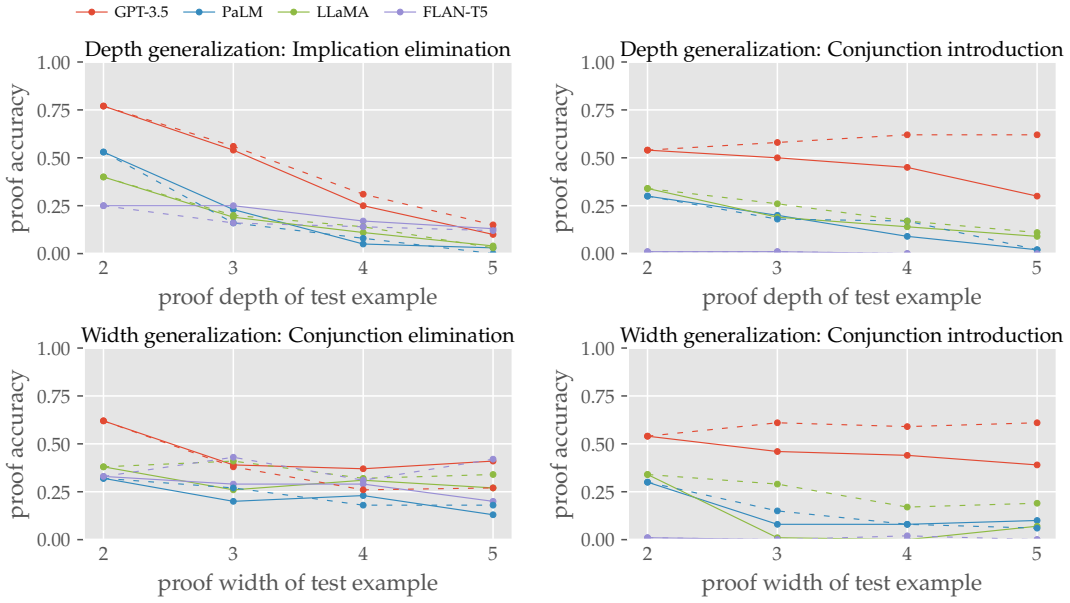 GPT-3.5 PaLM LLaMA FLAN-T5
Depth generalization: Implication elimination
1.00
0.75
0.50
0.25
0.00
proof accuracy
2 3 4 5
proof depth of test example
Depth generalization: Conjunction introduction
1.00
0.75
0.50
0.25
0.00
proof accuracy
2 3 4 5
proof depth of test example
Width generalization: Conjunction elimination
1.00
0.75
0.50
0.25
0.00
proof accuracy
2 3 4 5
proof width of test example
Width generalization: Conjunction introduction
1.00
0.75
0.50
0.25
0.00
proof accuracy
2 3 4 5
proof width of test example